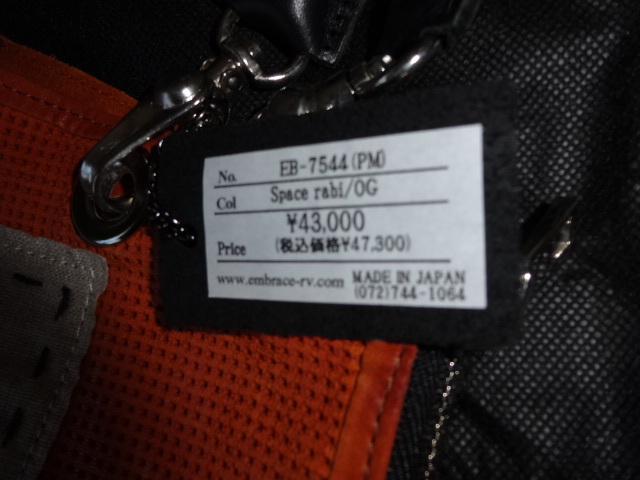 No. EB-7544(PM)
Col Space rabi/OG
¥43,000
Price (税込価格¥47,300)
www.embrace-rv.com MADE IN JAPAN
(072)744-1064